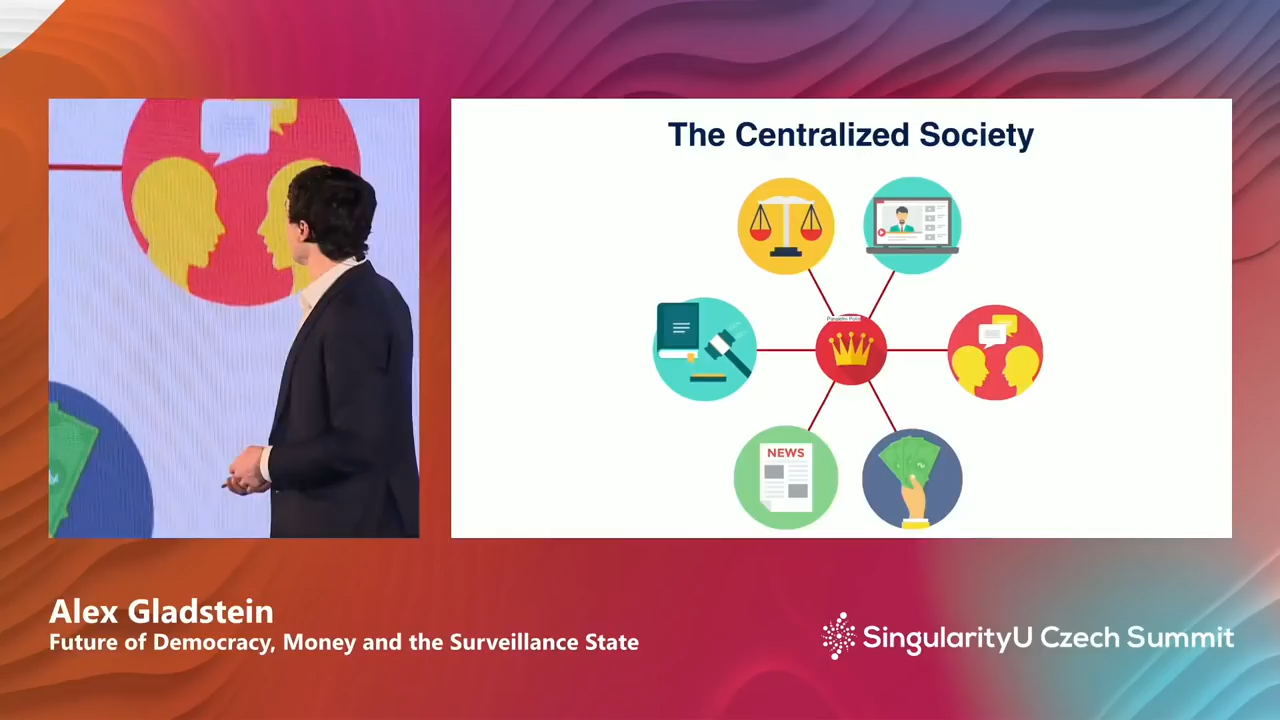 The Centralized Society
NEWS
Alex Gladstein
Future of Democracy, Money and the Surveillance State
SingularityU Czech Summit